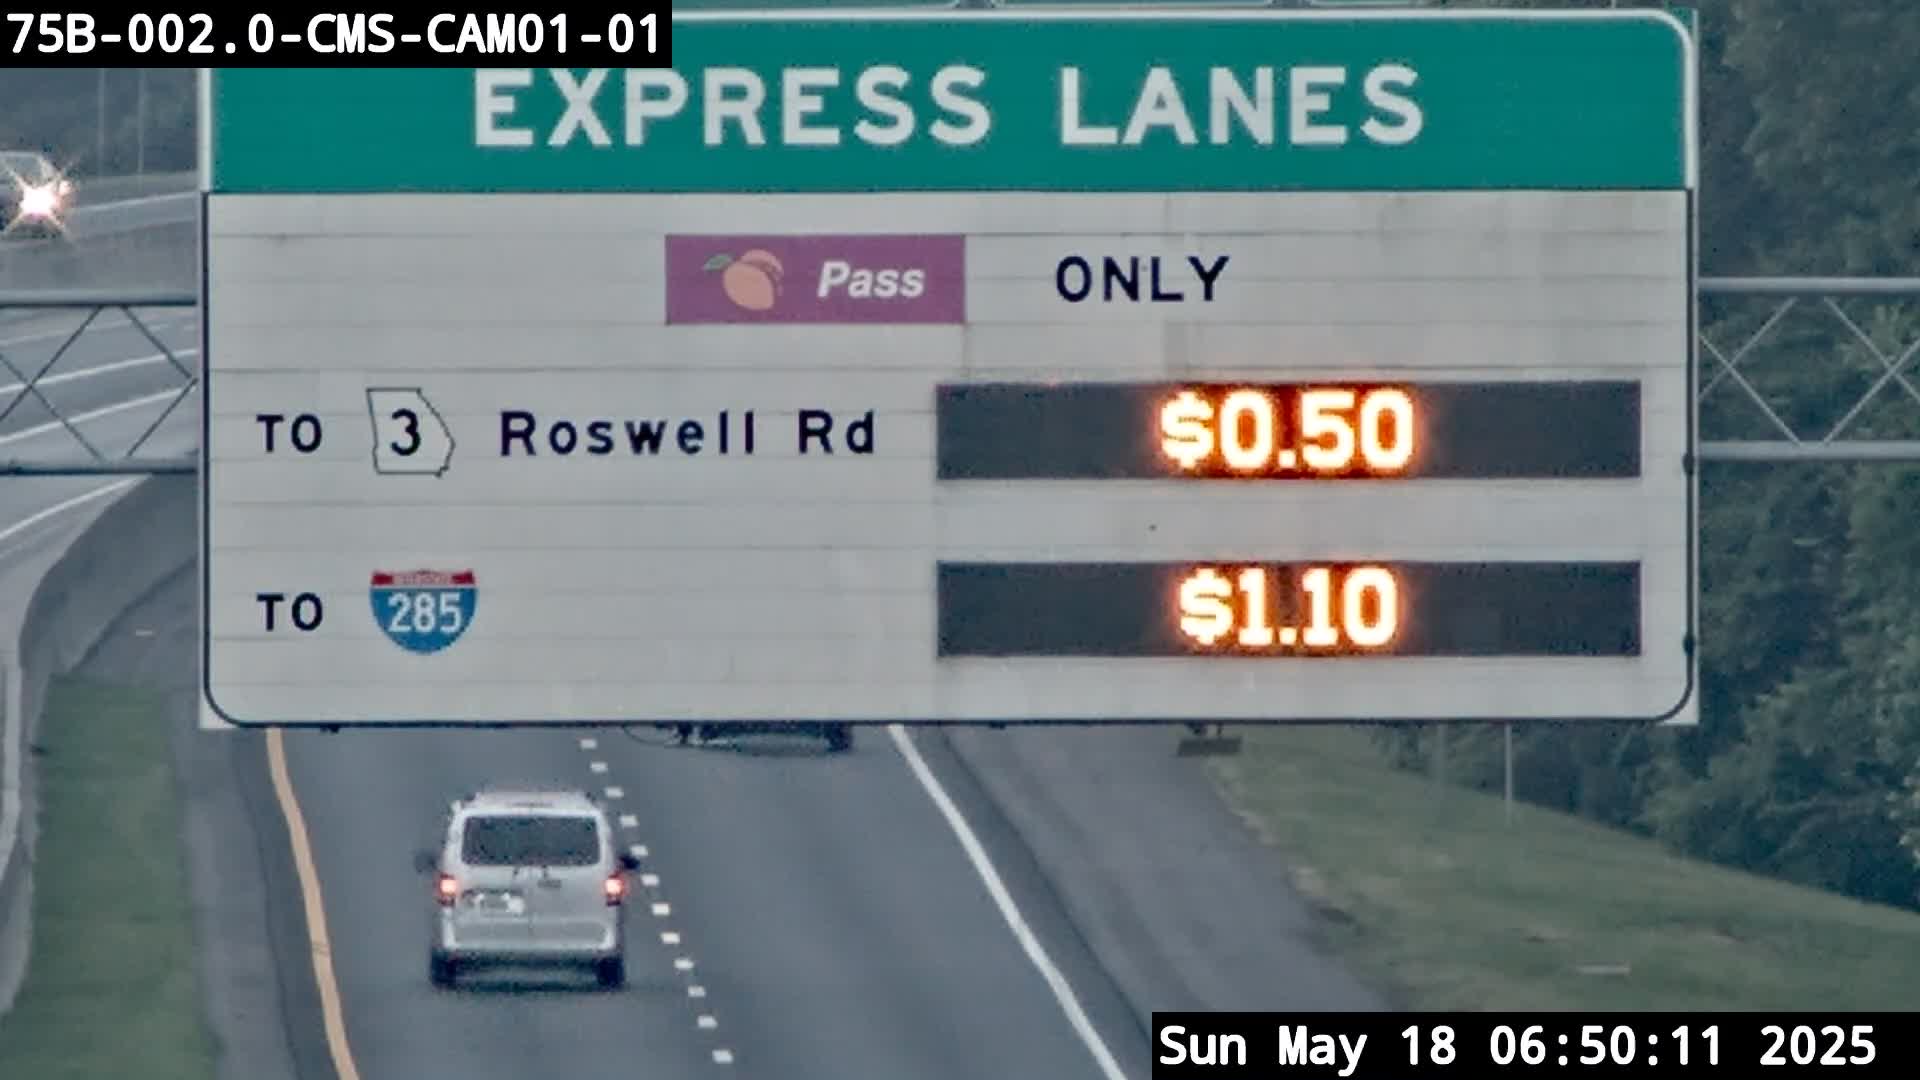 75B-002.0-CMS-CAM01-01
EXPRESS LANES
Pass ONLY
TO 3 Roswell Rd $0.50
TO 285 $1.10
Sun May 18 06:50:11 2025